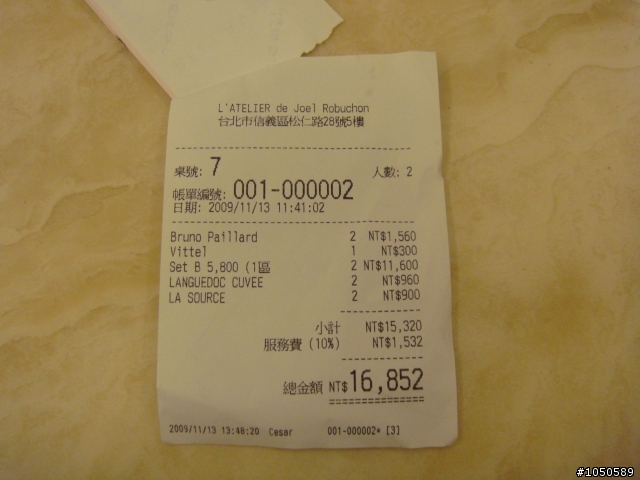 L'ATELIER de Joel Robuchon
台北市信義區松仁路28號5樓
桌號: 7 人數: 2
帳單編號: 001-000002
日期: 2009/11/13 11:41:02
Bruno Paillard 2 NT$1,560
Vittel 1 NT$300
Set B 5,800 (1區 2 NT$11,600
LANGUEDOC CUVEE 2 NT$960
LA SOURCE 2 NT$900
小計 NT$15,320
服務費 (10%) NT$1,532
總金額 NT$16,852
2009/11/13 13:48:20 Cesar 001-000002* [3]
#1050589